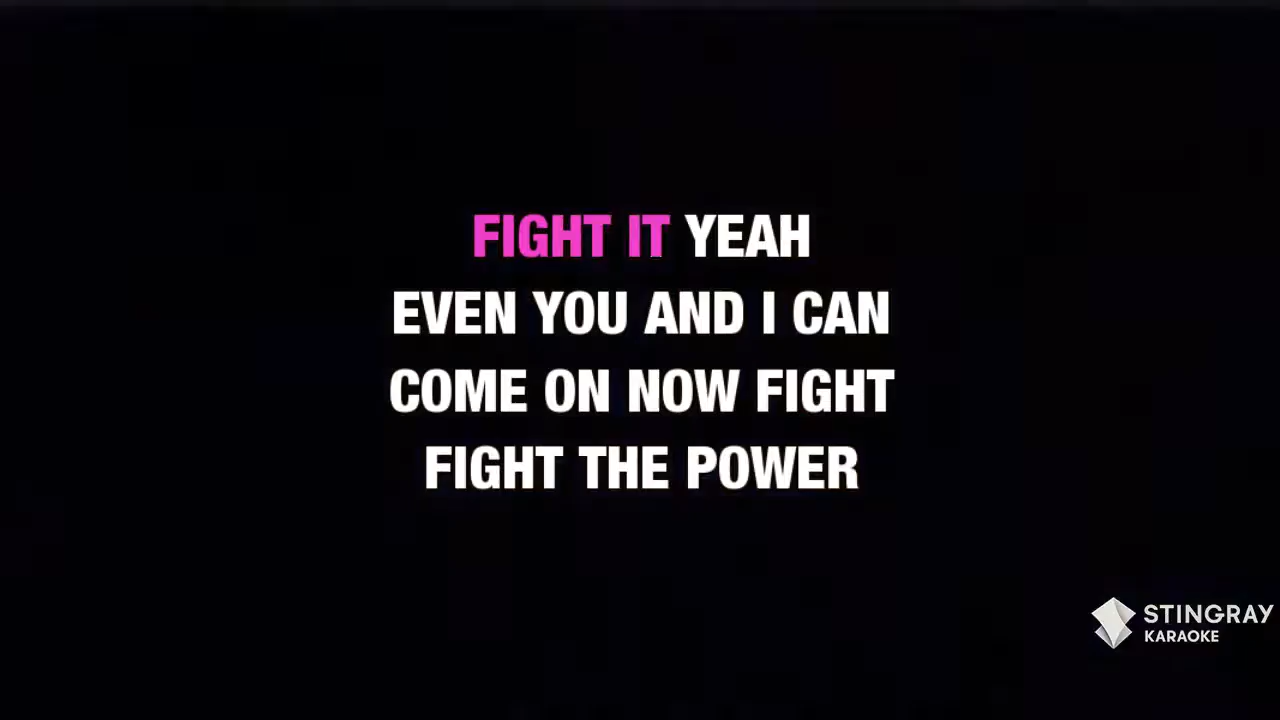 FIGHT IT YEAH
EVEN YOU AND I CAN
COME ON NOW FIGHT
FIGHT THE POWER
STINGRAY
KARAOKE